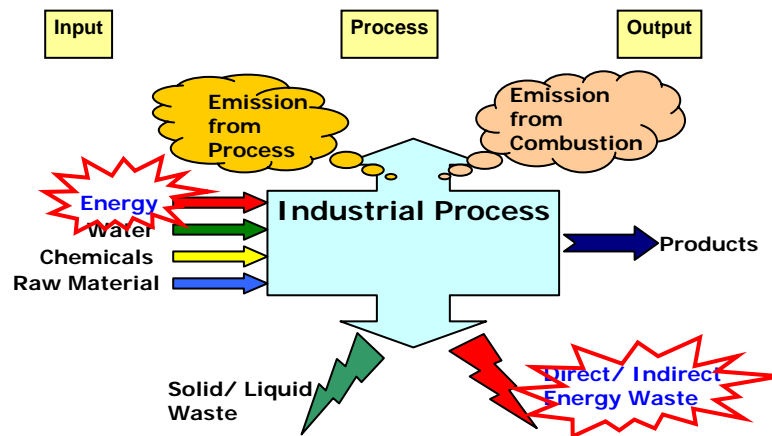 Input
Process
Output
Emission
from
Process
Emission
from
Combustion
Energy
Water
Chemicals
Raw Material
Industrial Process
Products
Solid/ Liquid
Waste
Direct/ Indirect
Energy Waste